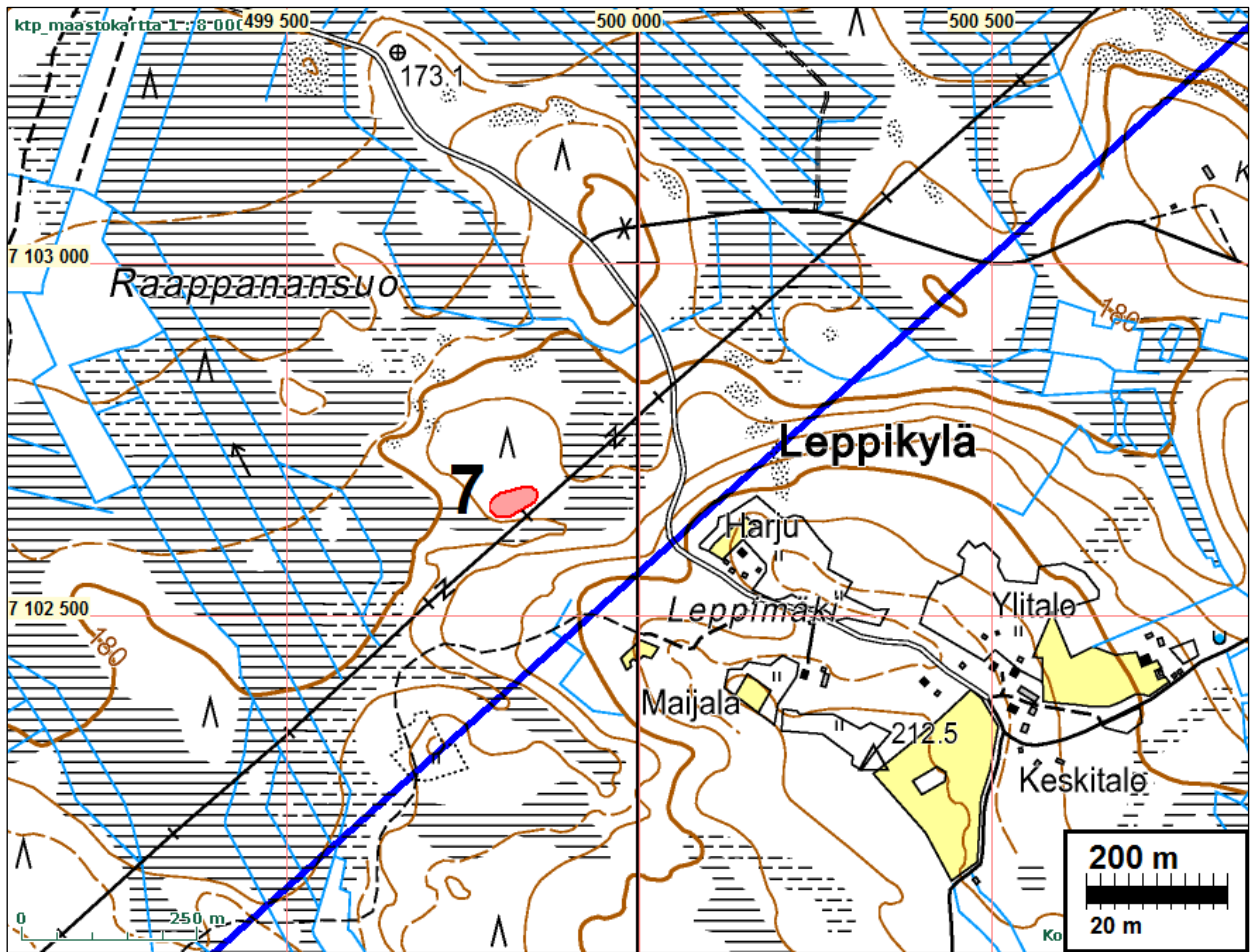 ktp_maastokartta 1 : 8 000
499 500
500 000
500 500
173.1
K
7 103 000
Raappanansuo
180
Leppikylä
7
Harju
7 102 500
Leppimäki
Ylitalo
180
Maijala
212.5
Keskitalo
200 m
20 m
0
250 m
Ko